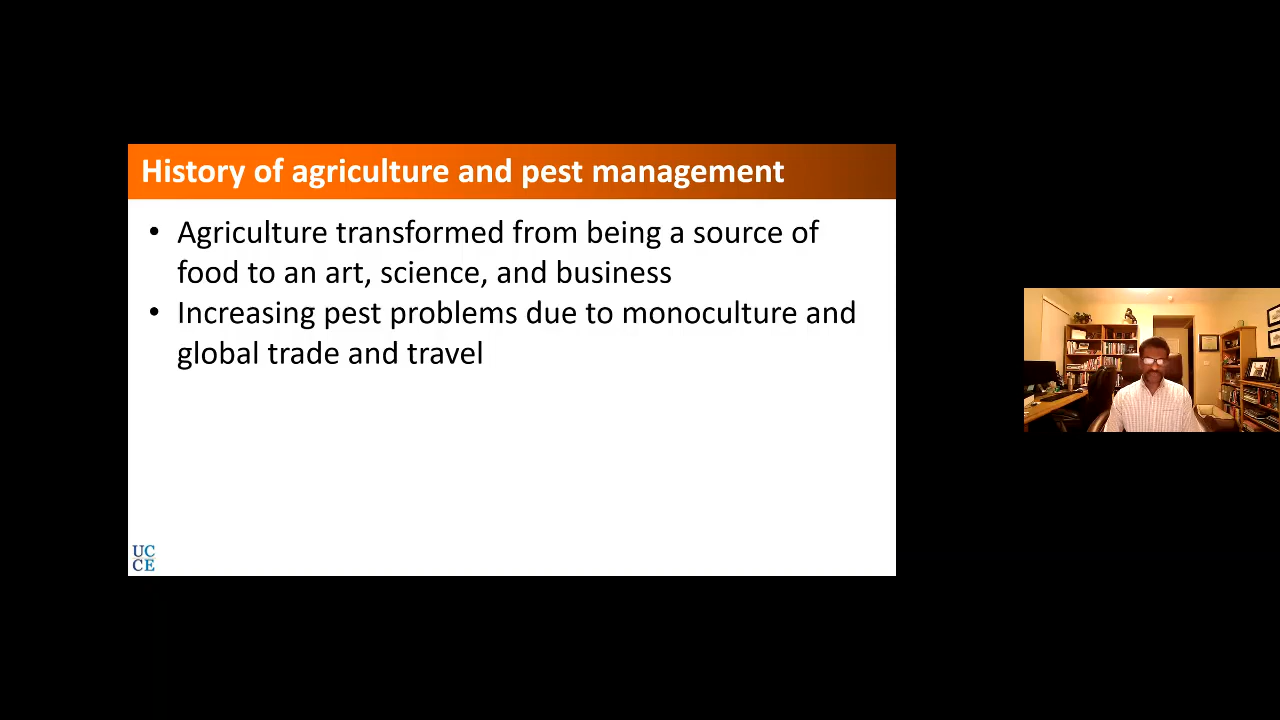 History of agriculture and pest management
• Agriculture transformed from being a source of
food to an art, science, and business
• Increasing pest problems due to monoculture and
global trade and travel
UC
CE